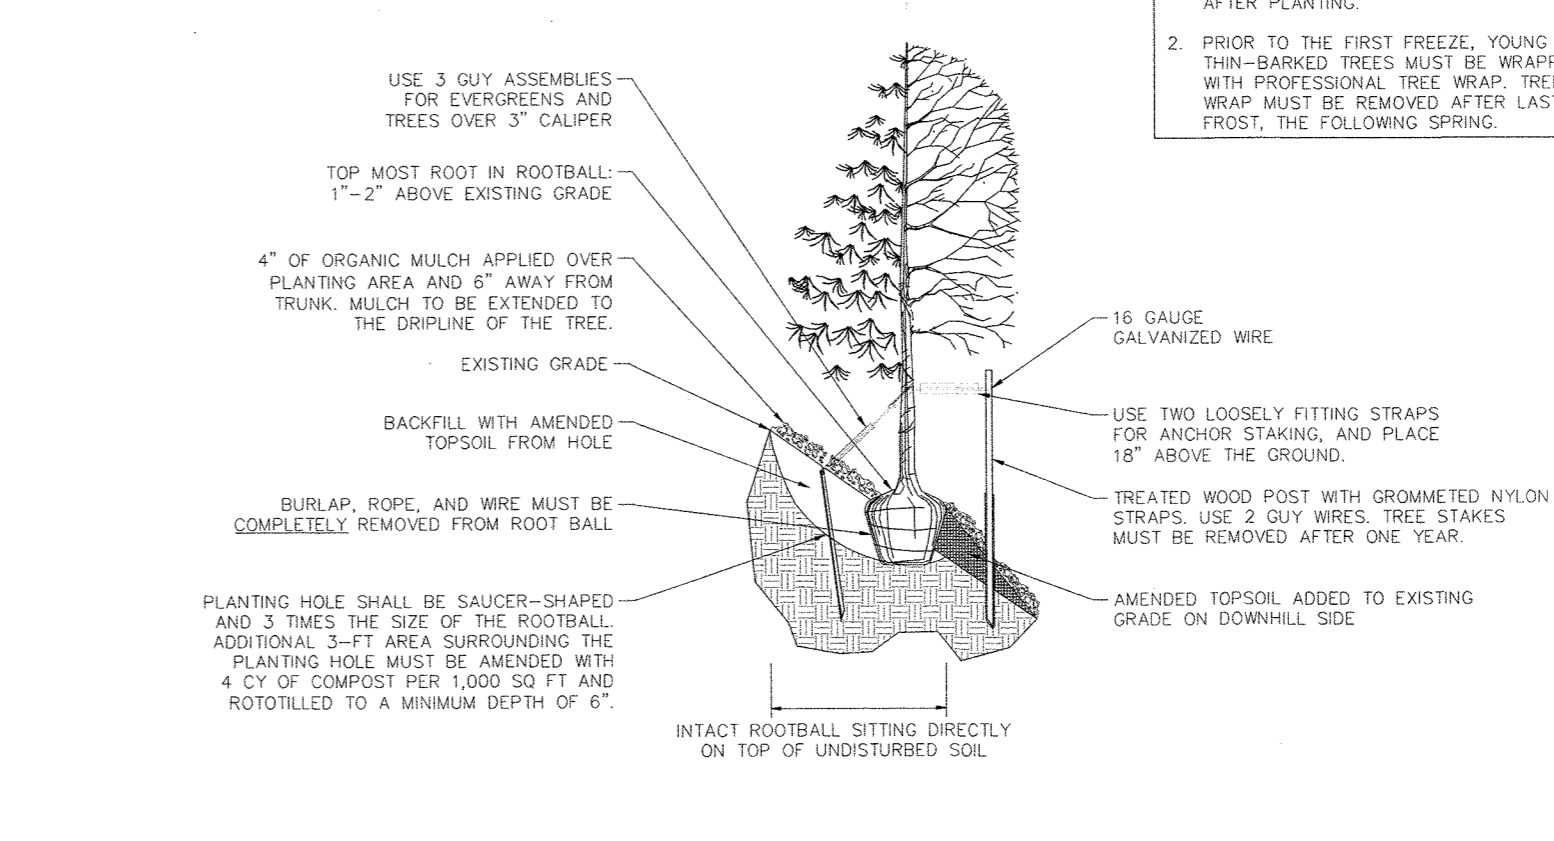 AFTER PLANTING.
2. PRIOR TO THE FIRST FREEZE, YOUNG
THIN-BARKED TREES MUST BE
WITH PROFESSIONAL TREE WRAP.
WRAP MUST BE REMOVED AFTER
FROST, THE FOLLOWING SPRING.
USE 3 GUY ASSEMBLIES
FOR EVERGREENS AND
TREES OVER 3" CALIPER
TOP MOST ROOT IN ROOTBALL:
1"-2" ABOVE EXISTING GRADE
4" OF ORGANIC MULCH APPLIED OVER
PLANTING AREA AND 6" AWAY FROM
TRUNK. MULCH TO BE EXTENDED TO
THE DRIPLINE OF THE TREE.
EXISTING GRADE
BACKFILL WITH AMENDED
TOPSOIL FROM HOLE
BURLAP, ROPE, AND WIRE MUST BE
COMPLETELY REMOVED FROM ROOT BALL
PLANTING HOLE SHALL BE SAUCER-SHAPED
AND 3 TIMES THE SIZE OF THE ROOTBALL.
ADDITIONAL 3-FT AREA SURROUNDING THE
PLANTING HOLE MUST BE AMENDED WITH
4 CY OF COMPOST PER 1,000 SQ FT AND
ROTOTILLED TO A MINIMUM DEPTH OF 6".
16 GAUGE
GALVANIZED WIRE
USE TWO LOOSELY FITTING STRAPS
FOR ANCHOR STAKING, AND PLACE
18" ABOVE THE GROUND.
TREATED WOOD POST WITH GROMMETED NYLON
STRAPS. USE 2 GUY WIRES. TREE STAKES
MUST BE REMOVED AFTER ONE YEAR.
AMENDED TOPSOIL ADDED TO EXISTING
GRADE ON DOWNHILL SIDE
INTACT ROOTBALL SITTING DIRECTLY
ON TOP OF UNDISTURBED SOIL